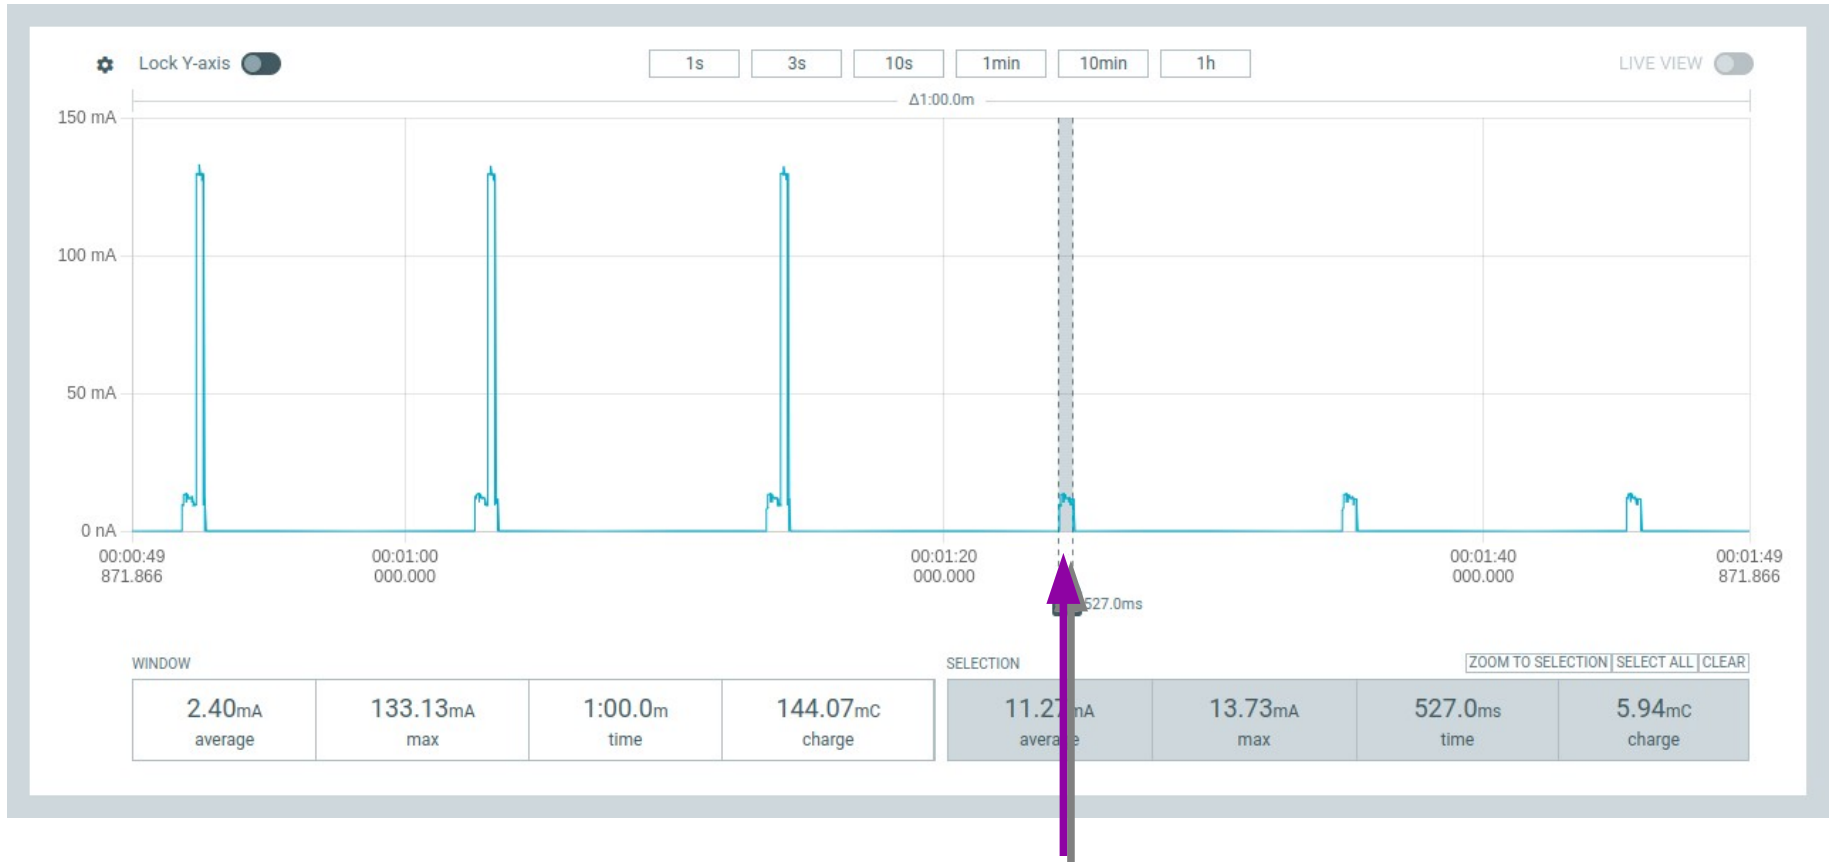 Lock Y-axis 1s 3s 10s 1min 10min 1h LIVE VIEW
Δ1:00.0m
150 mA
100 mA
50 mA
0 nA
00:00:49 00:01:00 00:01:20 00:01:40 00:01:49
871.866 000.000 000.000 000.000 871.866
527.0ms
WINDOW SELECTION ZOOM TO SELECTION SELECT ALL CLEAR
2.40mA 133.13mA 1:00.0m 144.07mC 11.27mA 13.73mA 527.0ms 5.94mC
average max time charge average max time charge